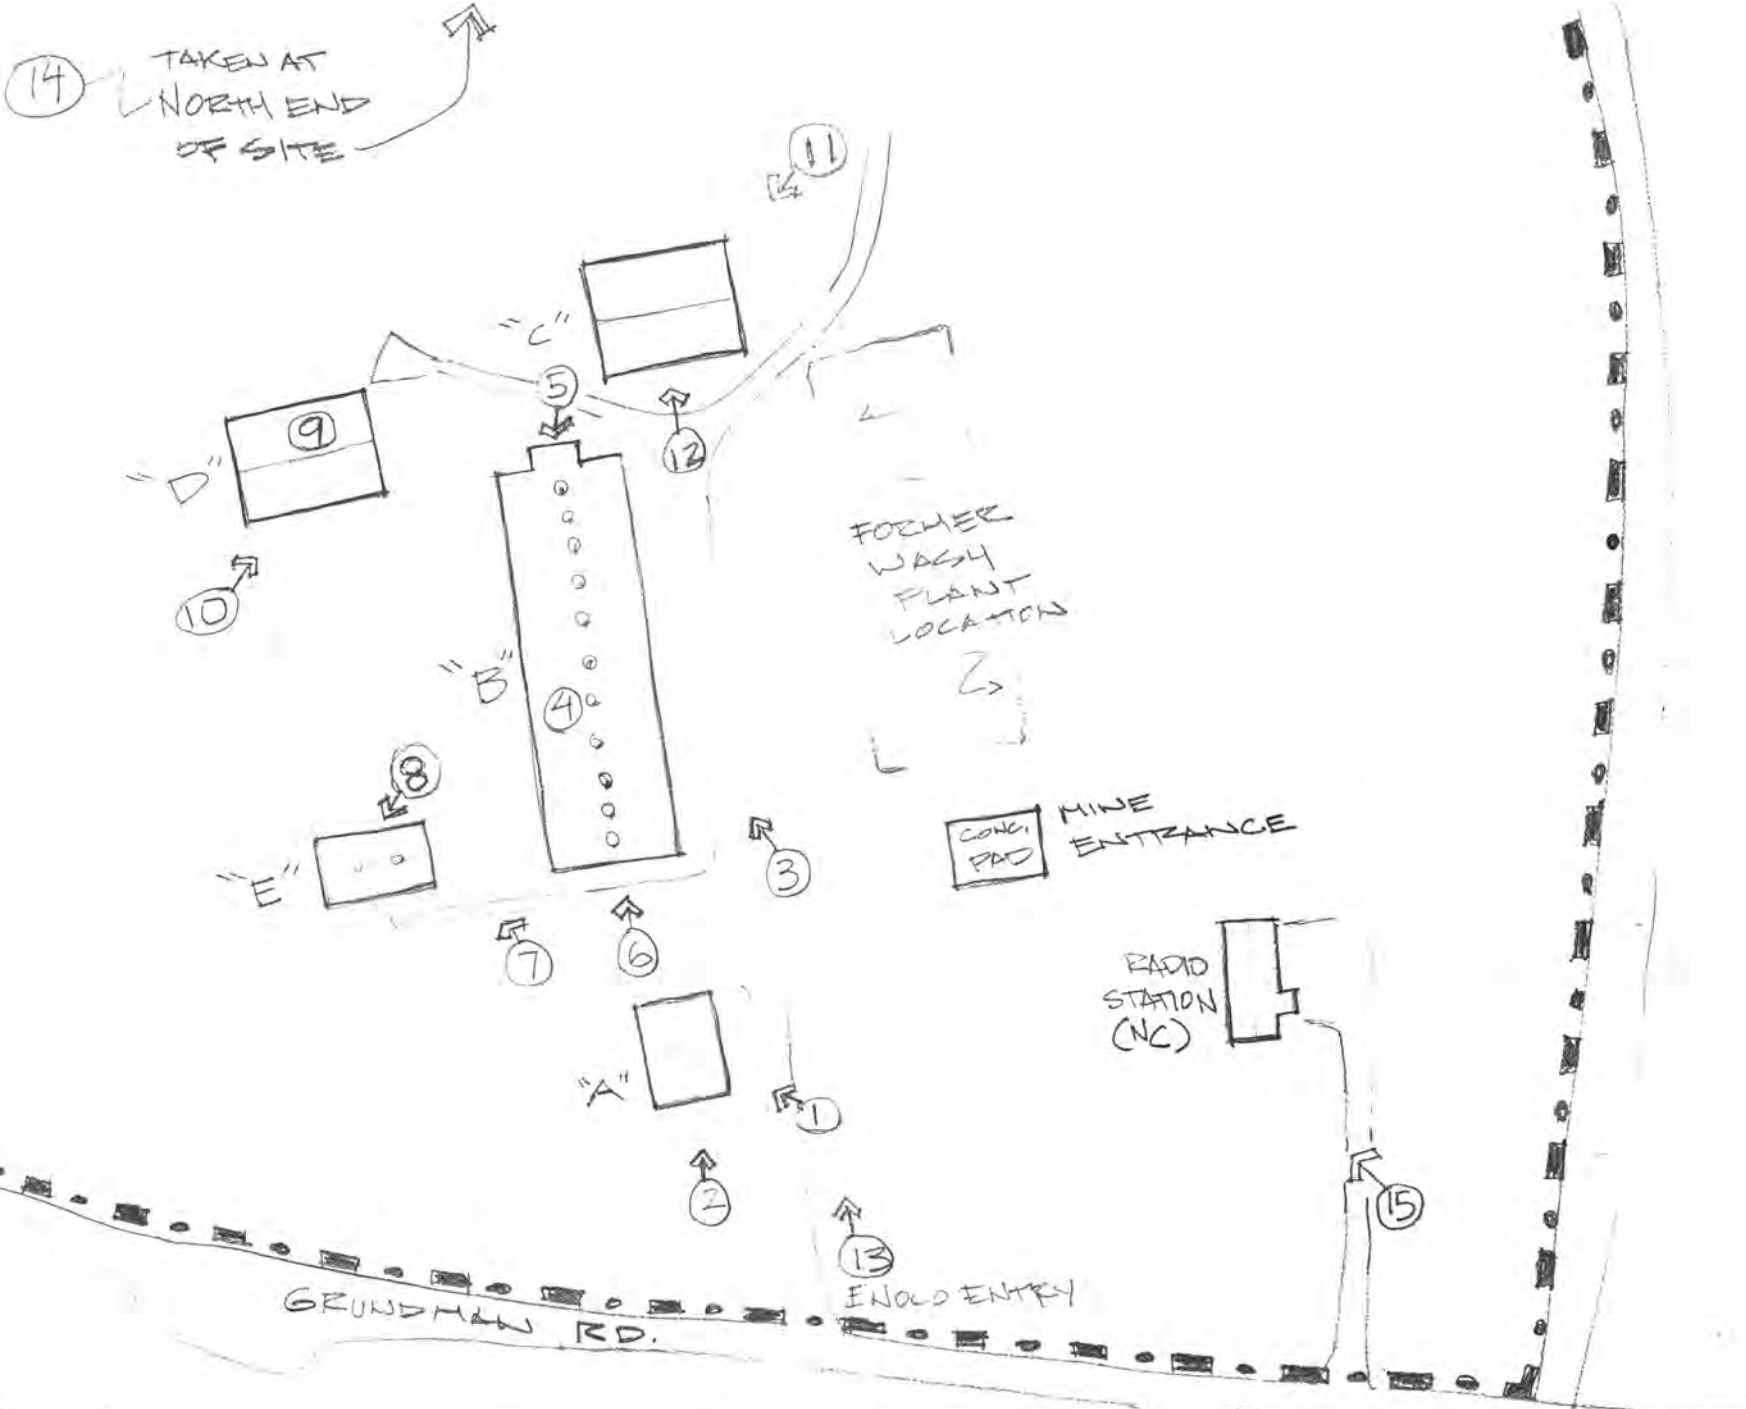 14
TAKEN AT
NORTH END
OF SITE
11
"C"
5
12
9
"D"
10
FORMER
WASH
PLANT
LOCATION
"B"
4
8
"E"
3
CONC.
PAD
MINE
ENTRANCE
7
6
RADIO
STATION
(NC)
"A"
1
2
13
15
GRUNDMAN RD.
ENTRY